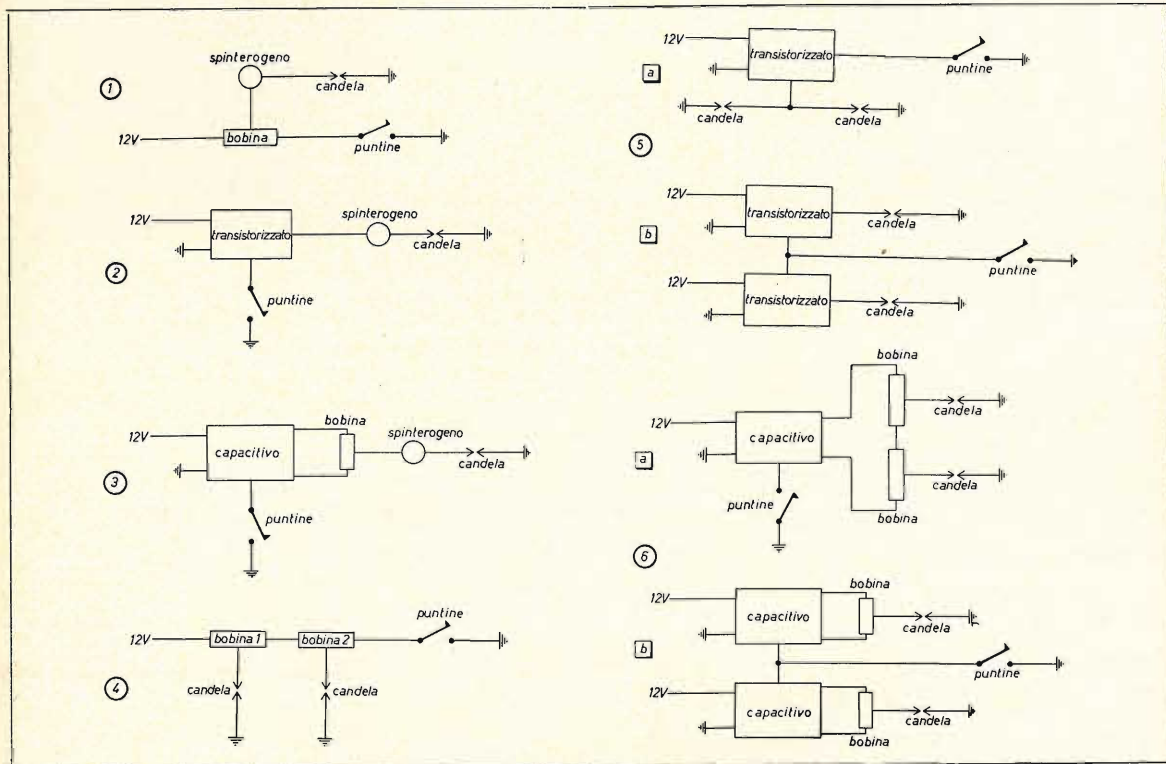 1
spinterogeno
candela
12V
bobina
puntine
2
12V
transistorizzato
spinterogeno
candela
puntine
3
12V
capacitivo
bobina
spinterogeno
candela
puntine
4
12V
bobina 1
bobina 2
puntine
candela
candela
5
a
12V
transistorizzato
puntine
candela
candela
b
12V
transistorizzato
candela
puntine
12V
transistorizzato
candela
6
a
bobina
candela
12V
capacitivo
candela
puntine
bobina
b
12V
capacitivo
bobina
candela
puntine
12V
capacitivo
candela
bobina